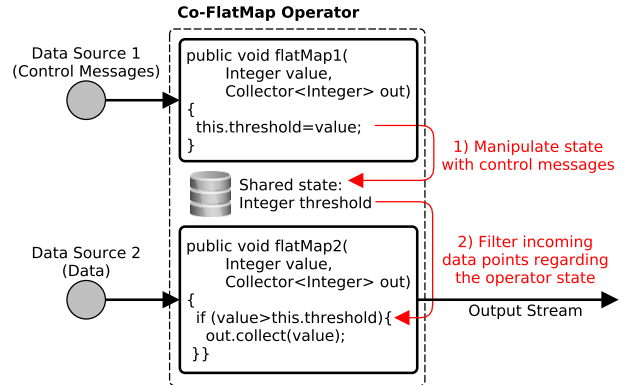 Co-FlatMap Operator
Data Source 1
(Control Messages)
public void flatMap1(
Integer value,
Collector<Integer> out)
{
this.threshold=value;
}
1) Manipulate state
with control messages
Shared state:
Integer threshold
Data Source 2
(Data)
public void flatMap2(
Integer value,
Collector<Integer> out)
{
if (value>this.threshold){
out.collect(value);
}}
2) Filter incoming
data points regarding
the operator state
Output Stream